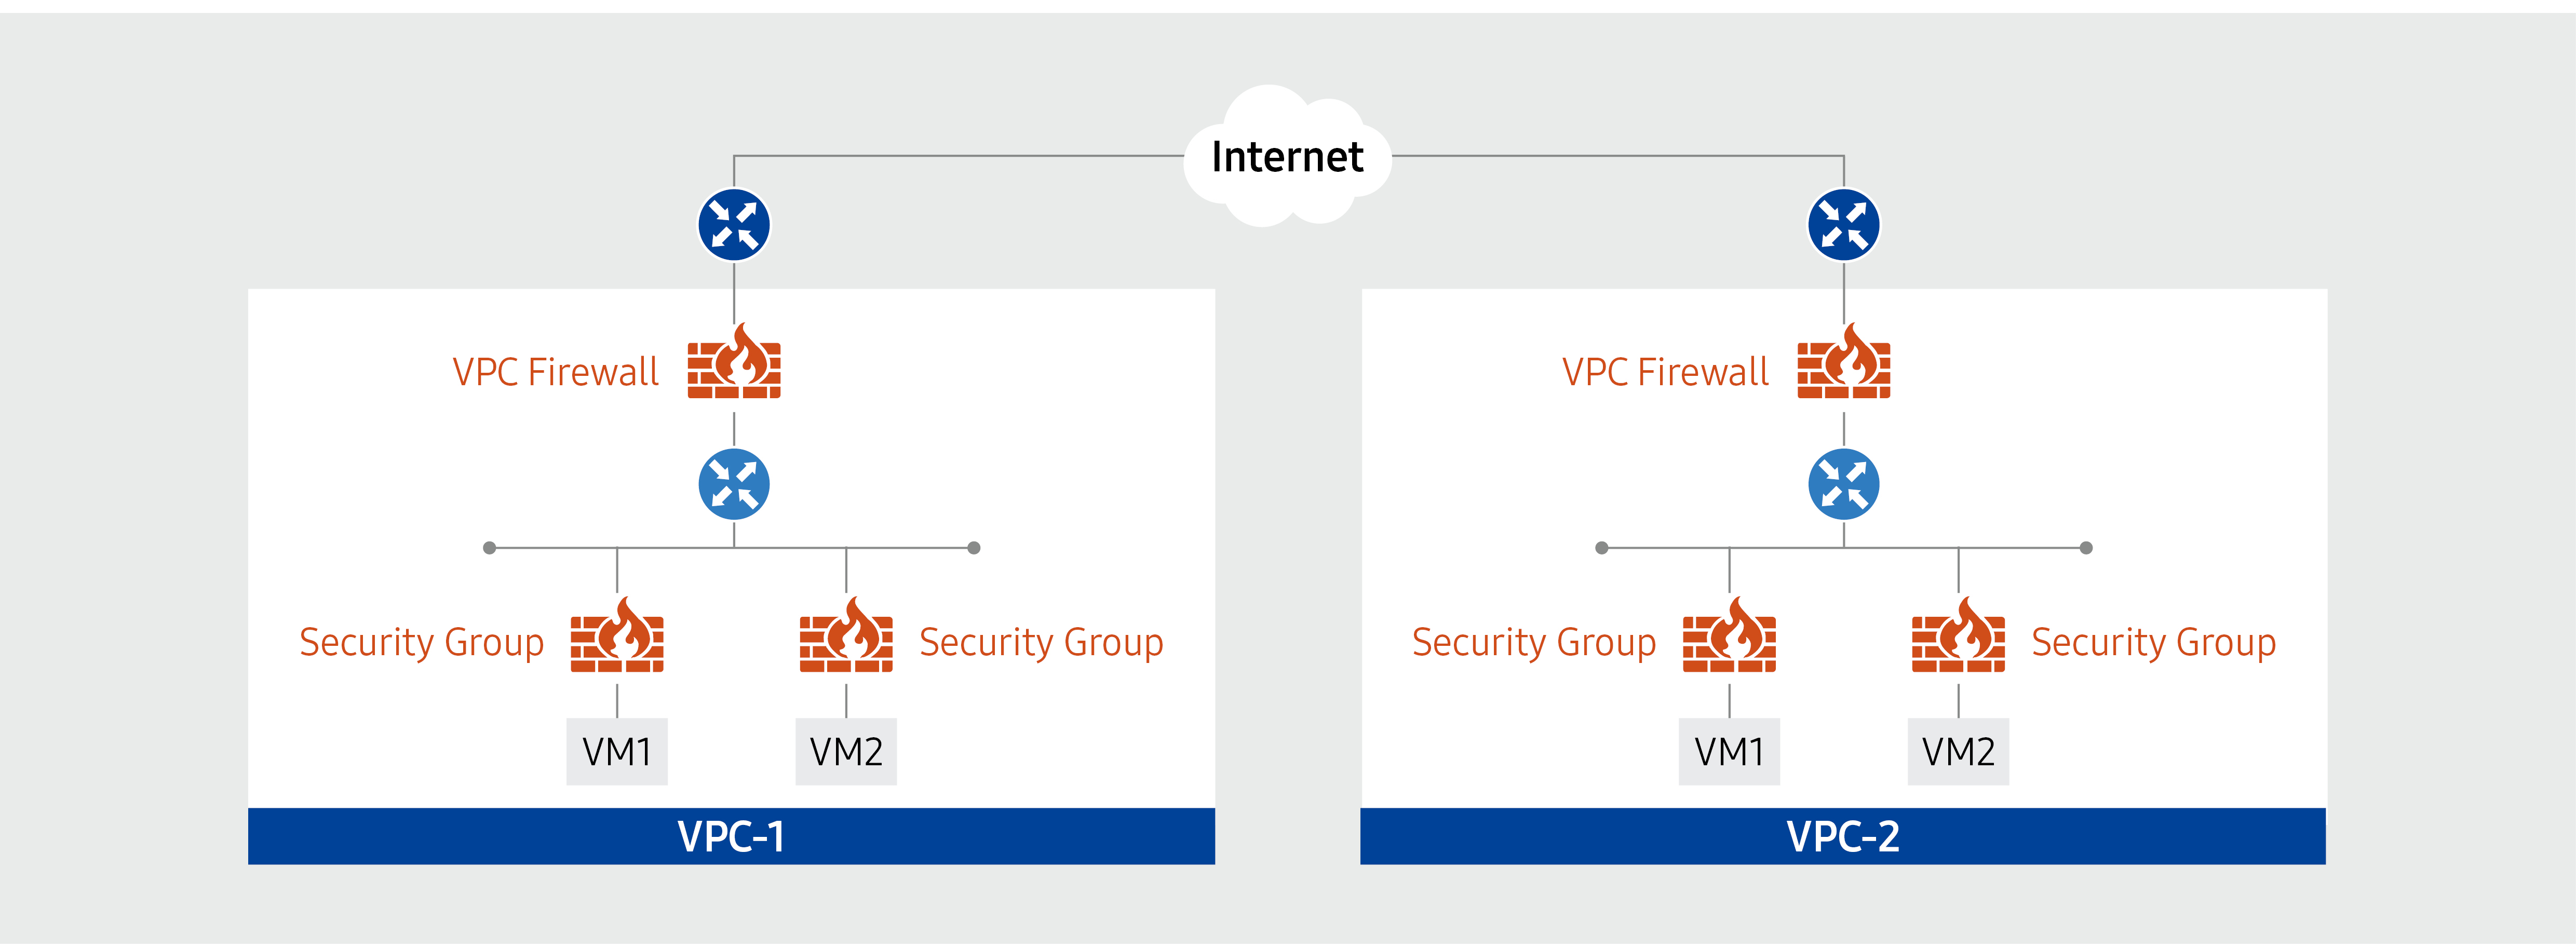 Internet
VPC Firewall
VPC Firewall
Security Group
Security Group
Security Group
Security Group
VM1
VM2
VM1
VM2
VPC-1
VPC-2